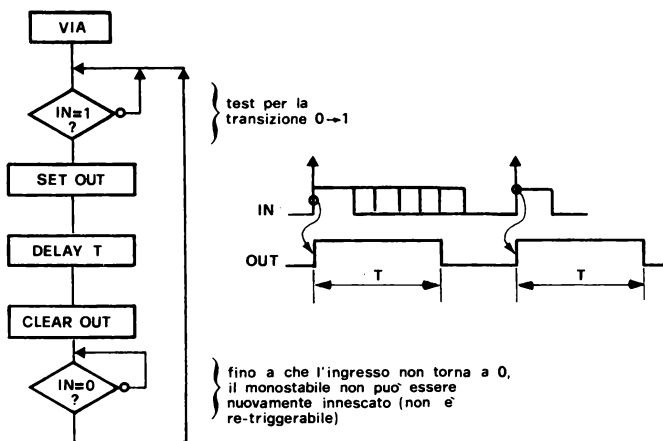 VIA
IN=1
?
test per la
transizione 0→1
SET OUT
DELAY T
CLEAR OUT
IN=0
?
fino a che l'ingresso non torna a 0,
il monostabile non può essere
nuovamente innescato (non è
re-triggerabile)
IN
OUT
T
T